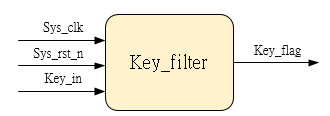 Sys_clk
Sys_rst_n
Key_in
Key_filter
Key_flag